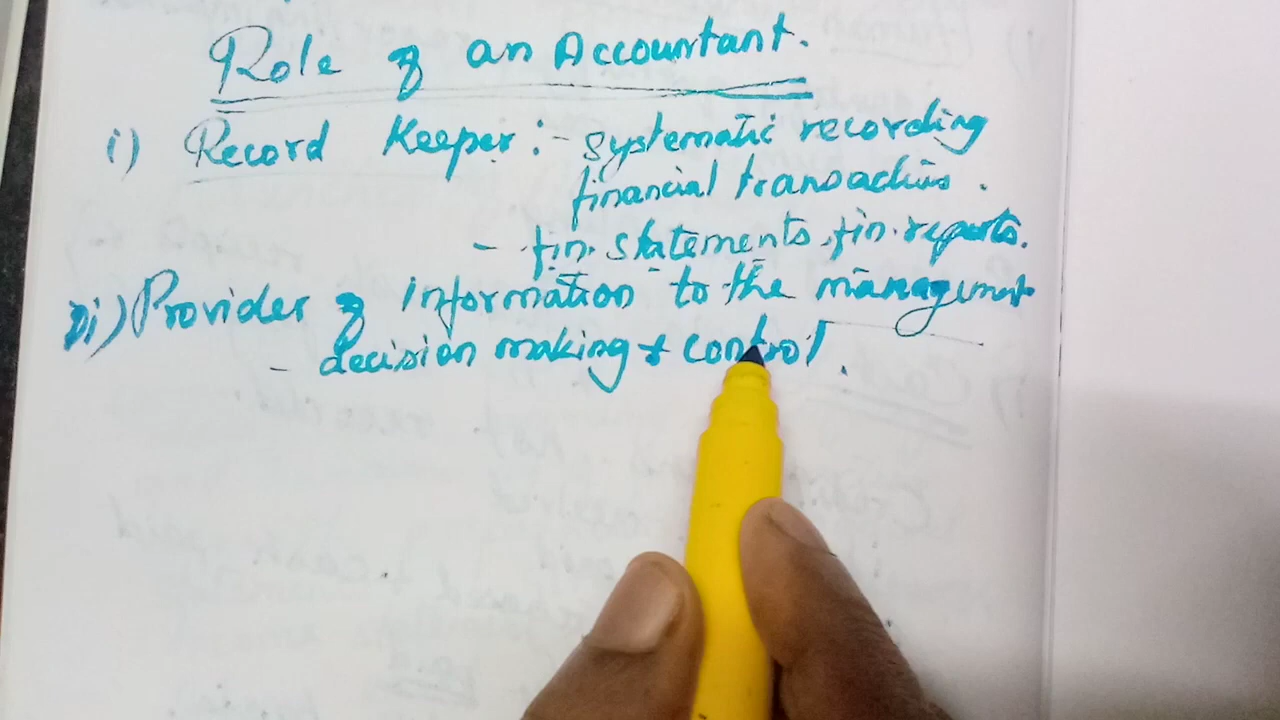 Role of an Accountant.
i) Record Keeper :- systematic recording
financial transactions.
- fin. statements, fin. reports.
ii) Provider of information to the management
- decision making & control.